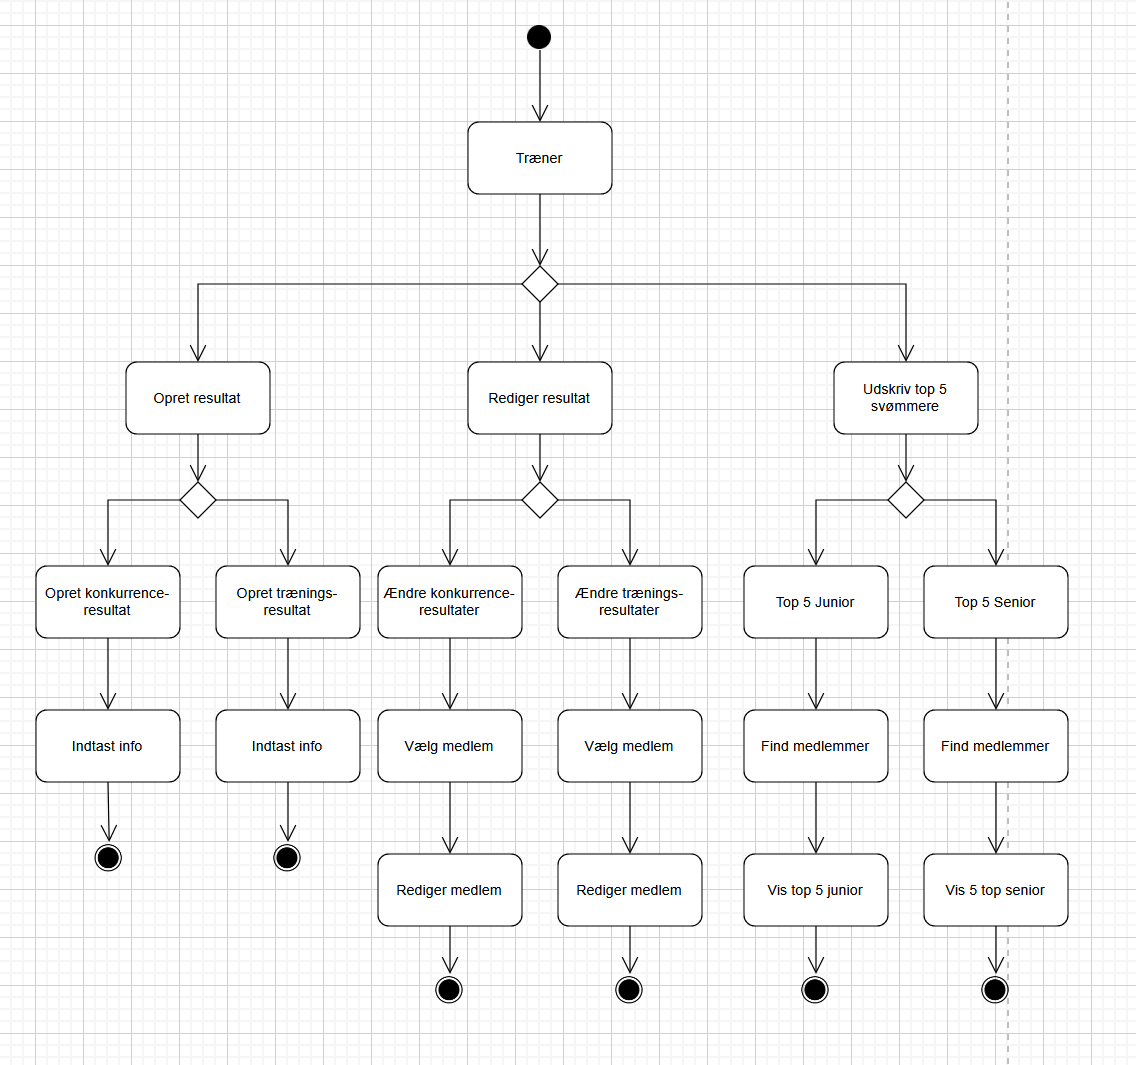 Træner
Opret resultat
Rediger resultat
Udskriv top 5
svømmere
Opret konkurrence-
resultat
Opret trænings-
resultat
Ændre konkurrence-
resultater
Ændre trænings-
resultater
Top 5 Junior
Top 5 Senior
Indtast info
Indtast info
Vælg medlem
Vælg medlem
Find medlemmer
Find medlemmer
Rediger medlem
Rediger medlem
Vis top 5 junior
Vis 5 top senior